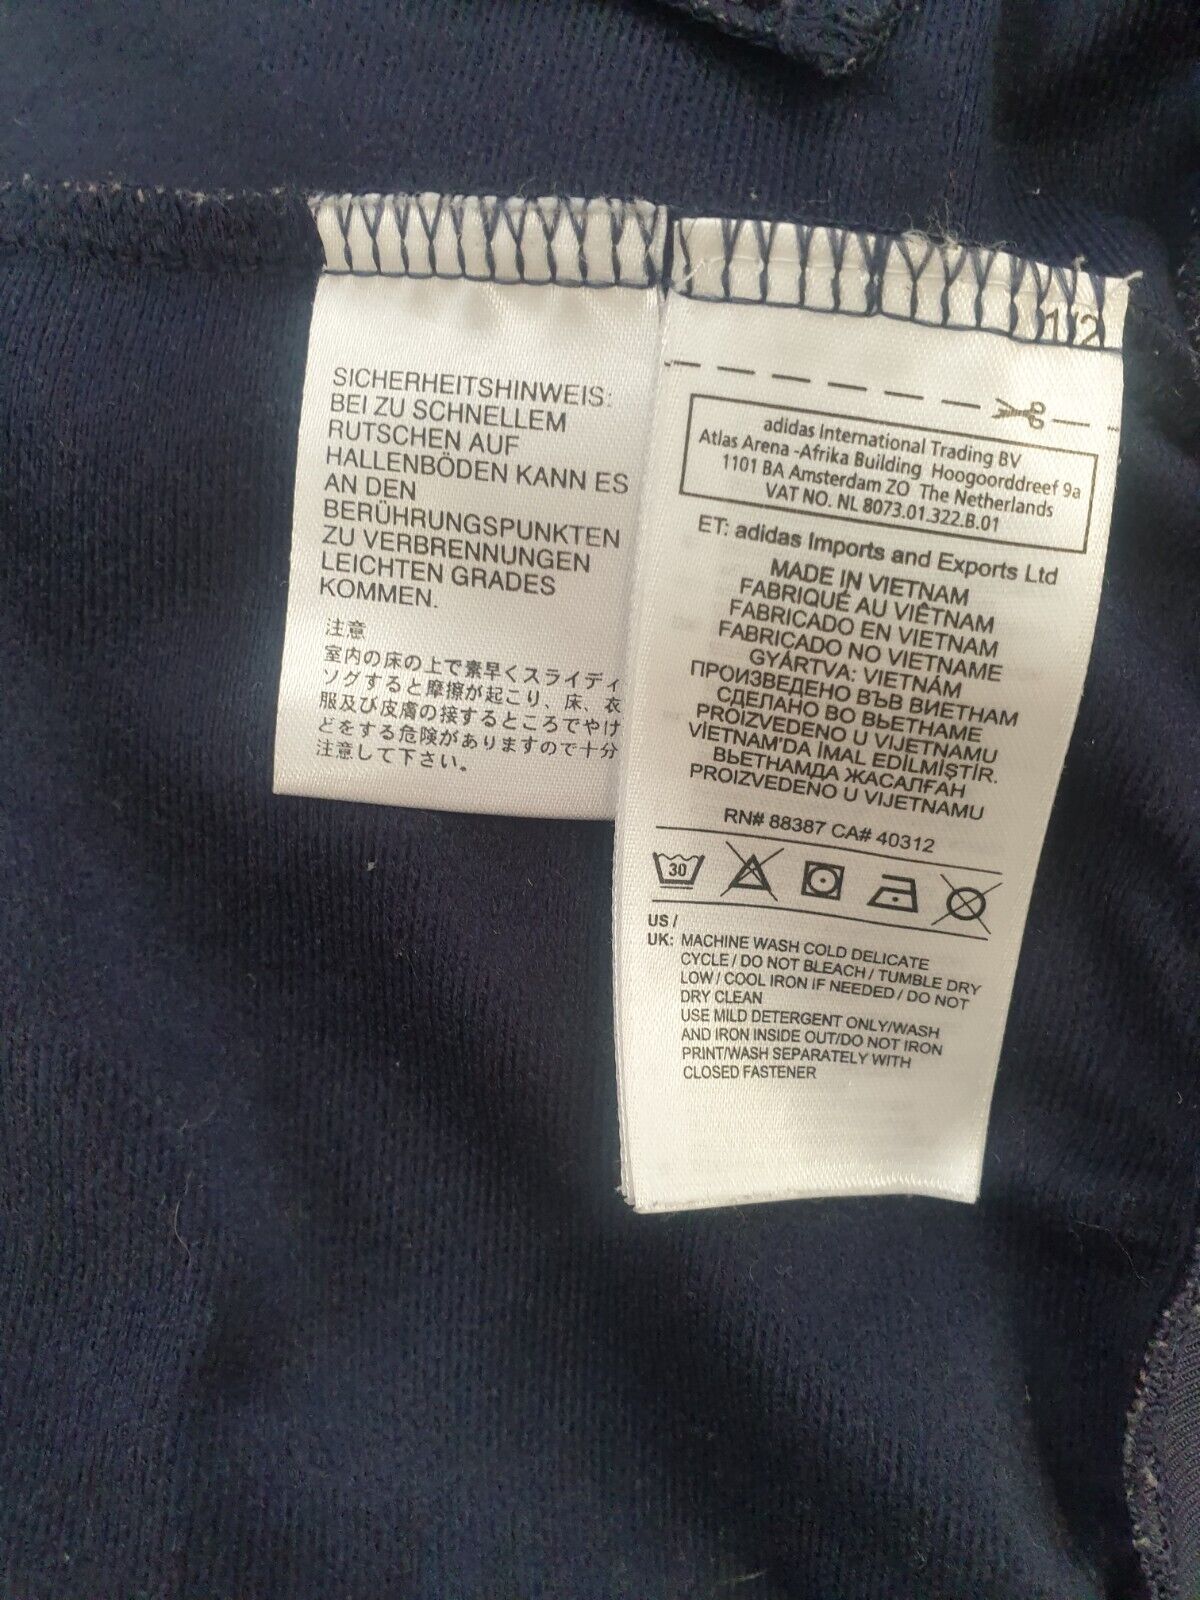 SICHERHEITSHINWEIS:
BEI ZU SCHNELLEM
RUTSCHEN AUF
HALLENBÖDEN KANN ES
AN DEN
BERÜHRUNGSPUNKTEN
ZU VERBRENNUNGEN
LEICHTEN GRADES
KOMMEN.
注意
室内の床の上で素早くスライディ
ソグすると摩擦が起こり、床、衣
服及び皮膚の接するところでやけ
どをする危険がありますので十分
注意して下さい。
1/2
adidas International Trading BV
Atlas Arena -Afrika Building Hoogoorddreef 9a
1101 BA Amsterdam ZO The Netherlands
VAT NO. NL 8073.01.322.B.01
ET: adidas Imports and Exports Ltd
MADE IN VIETNAM
FABRIQUÉ AU VIÊTNAM
FABRICADO EN VIETNAM
FABRICADO NO VIETNAME
GYÁRTVA: VIETNÁM
ПРОИЗВЕДЕНО ВЪВ ВИЕТНАМ
СДЕЛАНО ВО ВЬЕТНАМЕ
PROIZVEDENO U VIJETNAMU
VİETNAM'DA İMAL EDİLMİŞTİR.
ВЬЕТНАМДА ЖАСАЛҒАН
PROIZVEDENO U VIJETNAMU
RN# 88387 CA# 40312
30
US /
UK: MACHINE WASH COLD DELICATE
CYCLE / DO NOT BLEACH / TUMBLE DRY
LOW / COOL IRON IF NEEDED / DO NOT
DRY CLEAN
USE MILD DETERGENT ONLY/WASH
AND IRON INSIDE OUT/DO NOT IRON
PRINT/WASH SEPARATELY WITH
CLOSED FASTENER